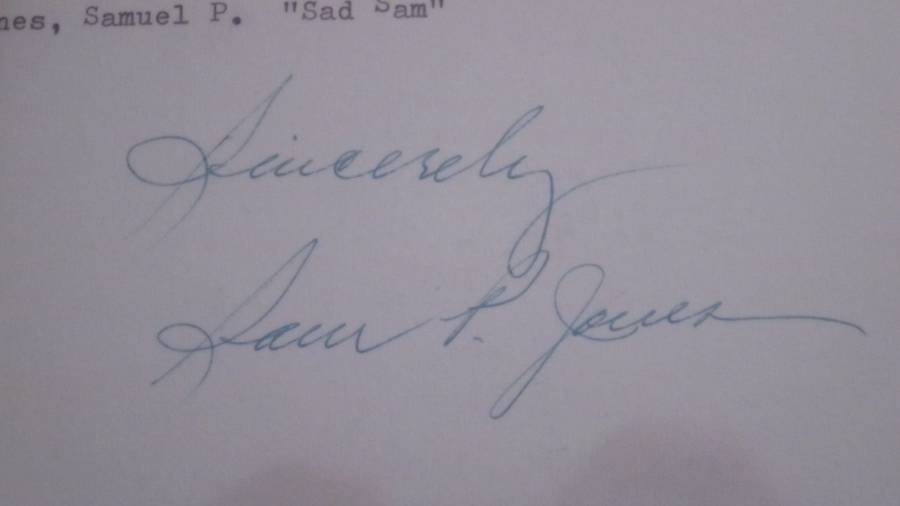 nes, Samuel P. "Sad Sam"
Sincerely
Sam P. Jones